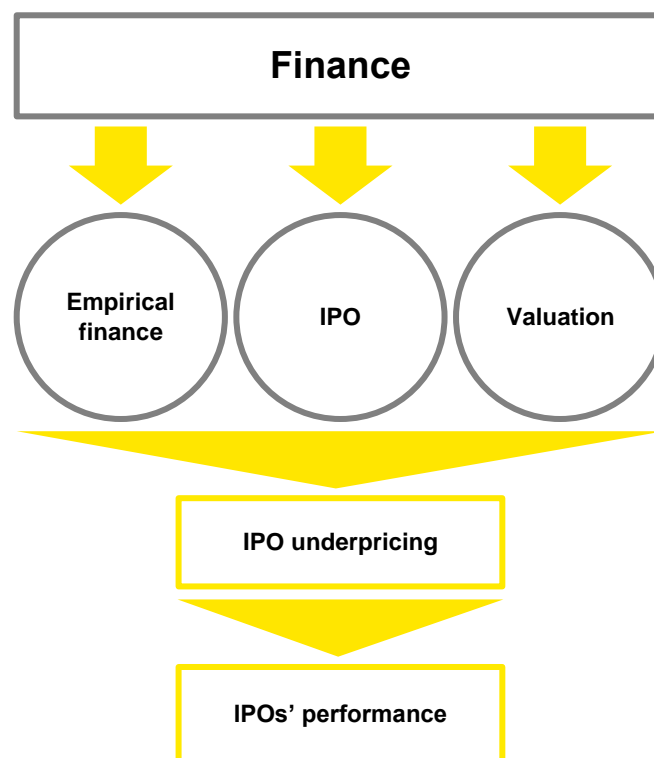 Finance
Empirical
finance
IPO
Valuation
IPO underpricing
IPOs’ performance